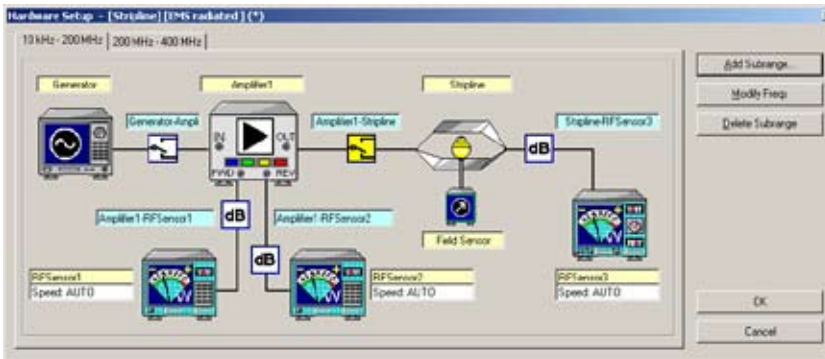 Hardware Setup - [Stripline] [EMS radiated ] (*)
10 kHz - 200 MHz
200 MHz - 400 MHz
Add Subrange...
Modify Freqs
Delete Subrange
Generator
Amplifier1
Stripline
Generator-Ampli
Amplifier1-Stripline
Stripline-RFSensor3
IN
OUT
FWD
REV
dB
Amplifier1-RFSensor1
dB
Amplifier1-RFSensor2
dB
Field Sensor
RFSensor1
Speed: AUTO
RFSensor2
Speed: AUTO
RFSensor3
Speed: AUTO
OK
Cancel